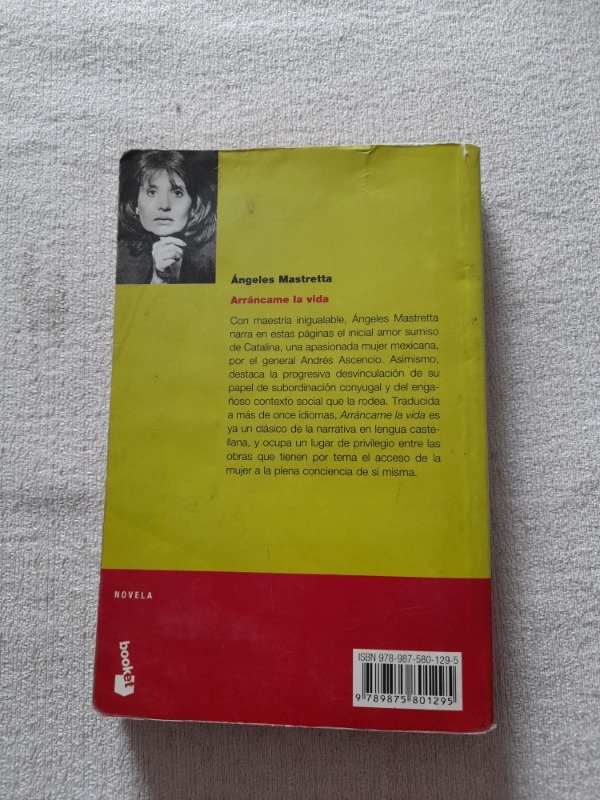 Ángeles Mastretta
Arráncame la vida
Con maestría inigualable, Ángeles Mastretta
narra en estas páginas el inicial amor sumiso
de Catalina, una apasionada mujer mexicana,
por el general Andrés Ascencio. Asimismo,
destaca la progresiva desvinculación de su
papel de subordinación conyugal y del enga-
ñoso contexto social que la rodea. Traducida
a más de once idiomas, Arráncame la vida es
ya un clásico de la narrativa en lengua caste-
llana, y ocupa un lugar de privilegio entre las
obras que tienen por tema el acceso de la
mujer a la plena conciencia de sí misma.
NOVELA
booket
ISBN 978-987-580-129-5
9 789875 801295